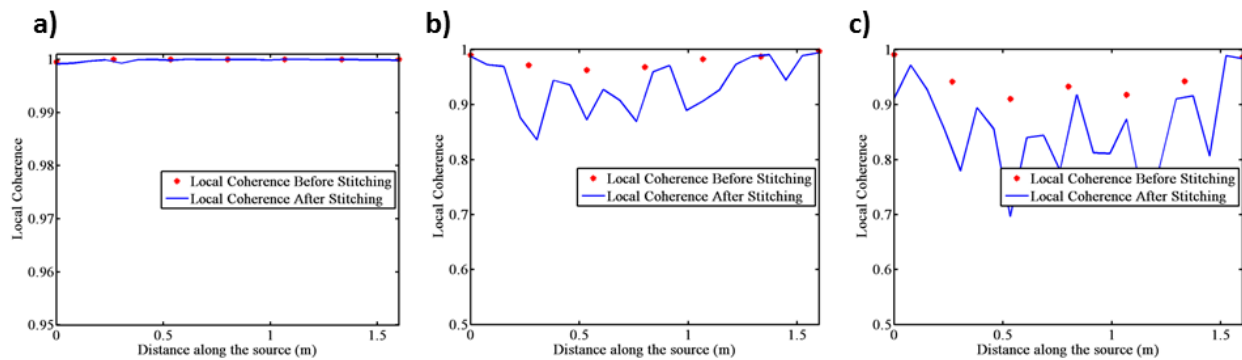 a)
1
0.99
0.98
0.97
0.96
0.95
Local Coherence
Local Coherence Before Stitching
Local Coherence After Stitching
0
0.5
1
1.5
Distance along the source (m)
b)
1
0.9
0.8
0.7
0.6
0.5
Local Coherence
Local Coherence Before Stitching
Local Coherence After Stitching
0
0.5
1
1.5
Distance along the source (m)
c)
1
0.9
0.8
0.7
0.6
0.5
Local Coherence
Local Coherence Before Stitching
Local Coherence After Stitching
0
0.5
1
1.5
Distance along the source (m)